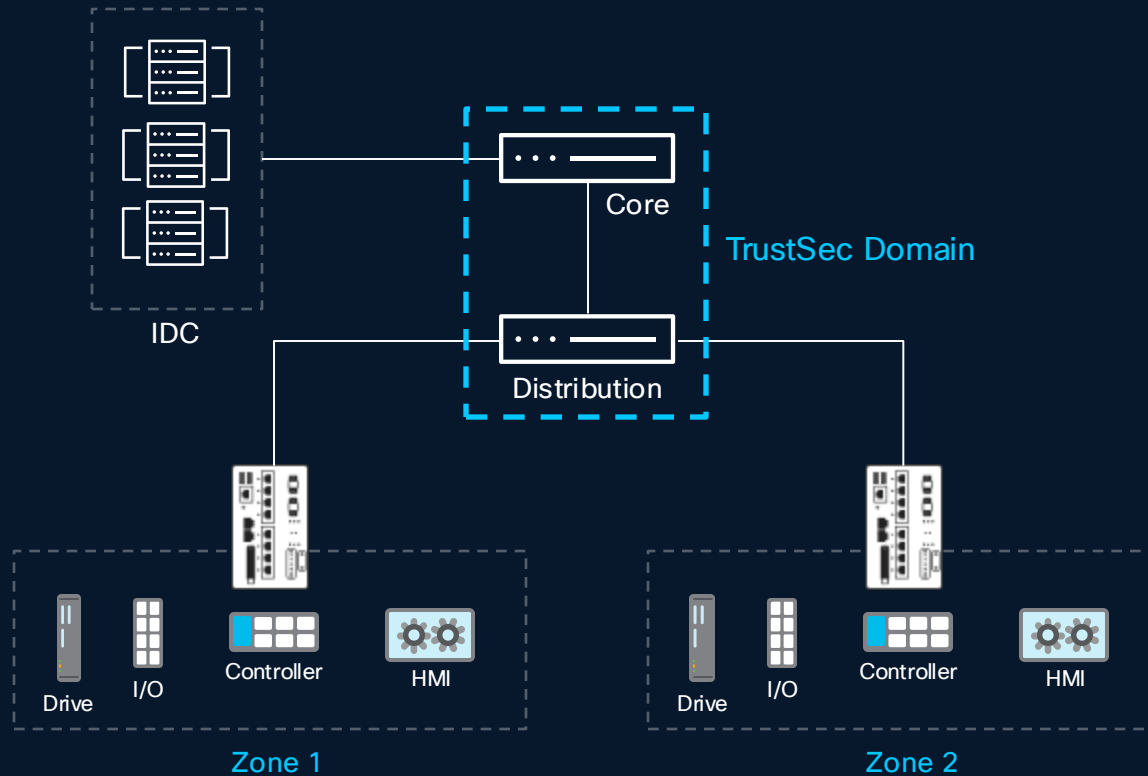 Core
TrustSec Domain
IDC
Distribution
Drive
I/O
Controller
HMI
Drive
I/O
Controller
HMI
Zone 1
Zone 2